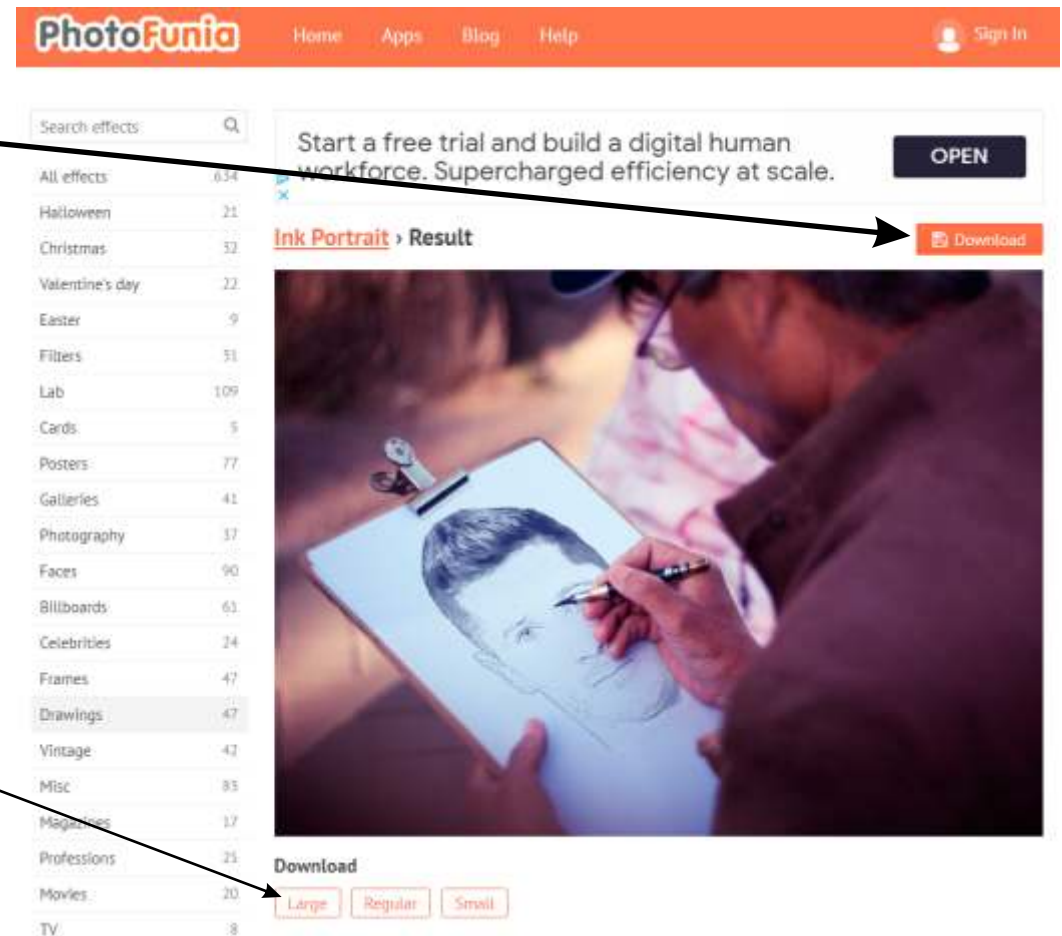 PhotoFunia
Home Apps Blog Help
Sign In
Search effects
All effects 634
Halloween 21
Christmas 32
Valentine's day 22
Easter 9
Filters 31
Lab 109
Cards 5
Posters 77
Galleries 41
Photography 37
Faces 90
Billboards 61
Celebrities 24
Frames 47
Drawings 47
Vintage 42
Misc 83
Magazines 17
Professions 25
Movies 20
TV 8
Start a free trial and build a digital human
workforce. Supercharged efficiency at scale.
OPEN
Ink Portrait › Result
Download
Download
Large Regular Small